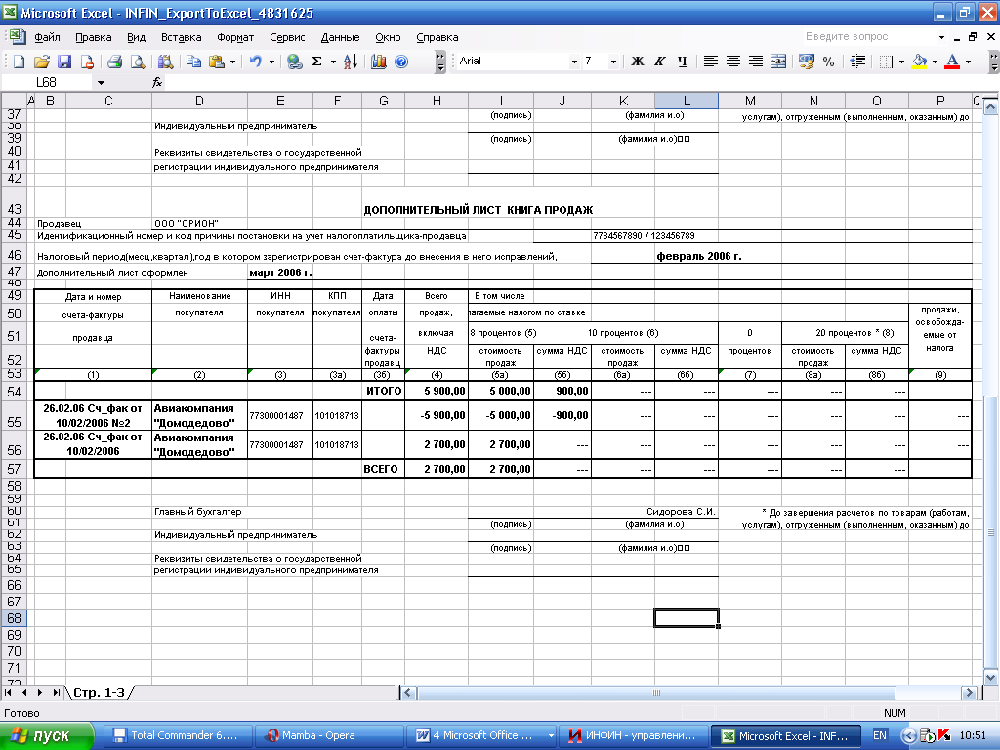 Microsoft Excel - INFIN_ExportToExcel_4831625
Файл Правка Вид Вставка Формат Сервис Данные Окно Справка Введите вопрос
Arial 7 Ж К Ч %
L68 fx
A B C D E F G H I J K L M N O P
37 (подпись) (фамилия и.о) услугам), отгруженным (выполненным, оказанным) до
38 Индивидуальный предприниматель
39 (подпись) (фамилия и.о)□□
40 Реквизиты свидетельства о государственной
41 регистрации индивидуального предпринимателя
42
43 ДОПОЛНИТЕЛЬНЫЙ ЛИСТ КНИГА ПРОДАЖ
44 Продавец ООО "ОРИОН"
45 Идентификационный номер и код причины постановки на учет налогоплатильщика-продавца 7734567890 / 123456789
46 Налоговый период(месц,квартал),год в котором зарегистрирован счет-фактура до внесения в него исправлений, февраль 2006 г.
47 Дополнительный лист оформлен март 2006 г.
48
49 Дата и номер Наименование ИНН КПП Дата Всего В том числе
50 счета-фактуры покупателя покупателя покупателя оплаты продаж, лагаемые налогом по ставке продажи,
освобожда-
51 продавца счета- включая 8 процентов (5) 10 процентов (6) 0 20 процентов * (8) емые от
52 фактуры НДС стоимость сумма НДС стоимость сумма НДС процентов стоимость сумма НДС налога
продавц продаж продаж продаж
53 (1) (2) (3) (3а) (3б) (4) (5а) (5б) (6а) (6б) (7) (8а) (8б) (9)
54 ИТОГО 5 900,00 5 000,00 900,00 --- --- --- --- --- ---
55 26.02.06 Сч_фак от Авиакомпания 77300001487 101018713 -5 900,00 -5 000,00 -900,00 --- --- --- --- --- ---
10/02/2006 №2 "Домодедово"
56 26.02.06 Сч_фак от Авиакомпания 77300001487 101018713 2 700,00 2 700,00 --- --- --- --- --- --- ---
10/02/2006 "Домодедово"
57 ВСЕГО 2 700,00 2 700,00 --- --- --- --- --- --- ---
58
59
60 Главный бухгалтер Сидорова С.И. * До завершения расчетов по товарам (работам,
61 (подпись) (фамилия и.о) услугам), отгруженным (выполненным, оказанным) до
62 Индивидуальный предприниматель
63 (подпись) (фамилия и.о)□□
64 Реквизиты свидетельства о государственной
65 регистрации индивидуального предпринимателя
66
67
68
69
70
71
72
Стр. 1-3
Готово NUM
пуск Total Commander 6.... Mamba - Opera 4 Microsoft Office ... ИНФИН - управлени... Microsoft Excel - INF... EN 10:51